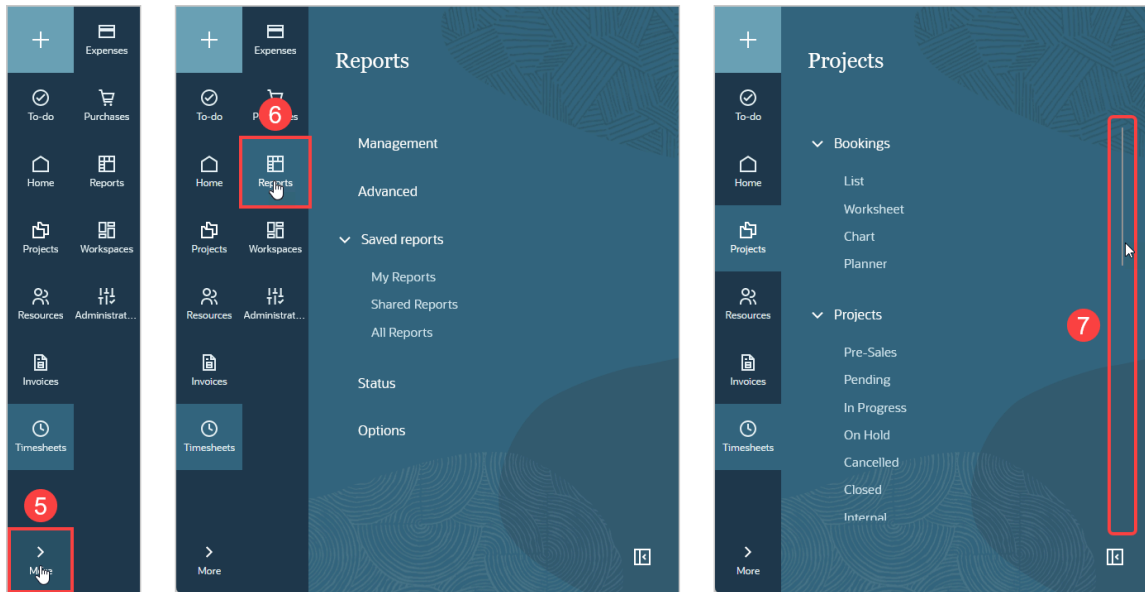 Expenses
To-do
Purchases
Home
Reports
Projects
Workspaces
Resources
Administrat...
Invoices
Timesheets
5
More
Expenses
To-do
6
Home
Reports
Projects
Workspaces
Resources
Administrat...
Invoices
Timesheets
More
Reports
Management
Advanced
Saved reports
My Reports
Shared Reports
All Reports
Status
Options
To-do
Home
Projects
Resources
Invoices
Timesheets
More
Projects
Bookings
List
Worksheet
Chart
Planner
Projects
7
Pre-Sales
Pending
In Progress
On Hold
Cancelled
Closed
Internal